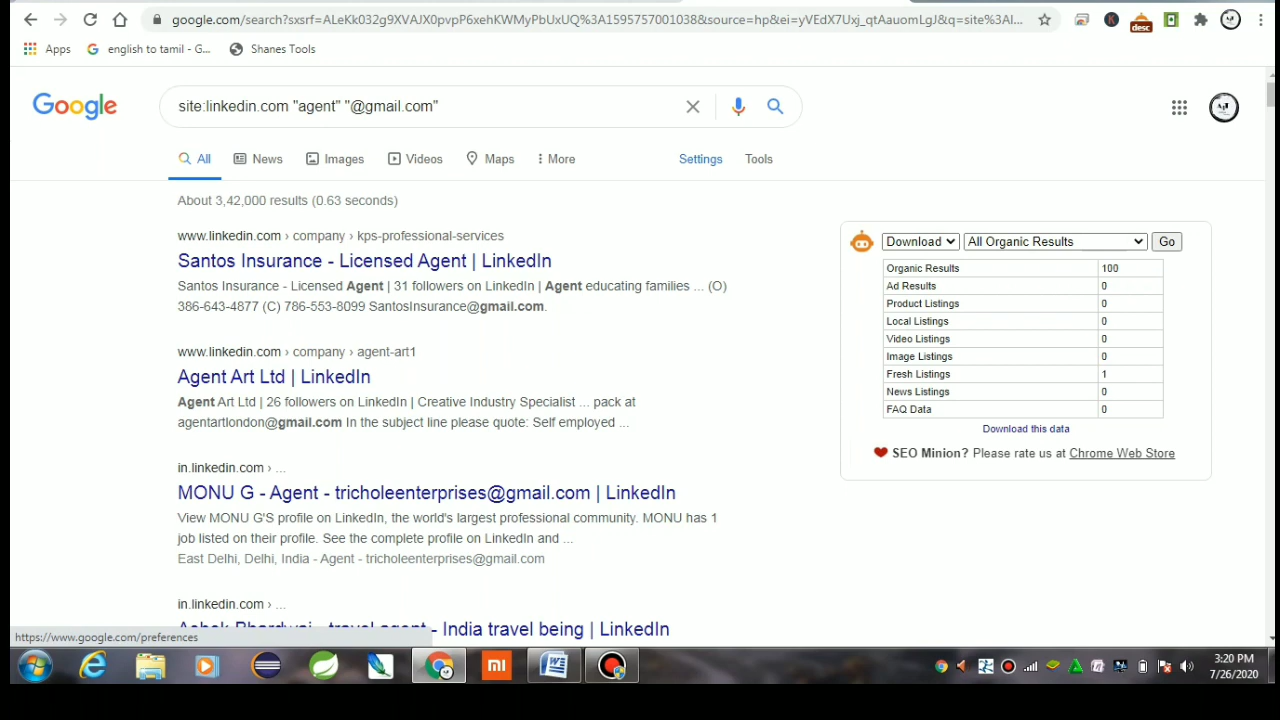 google.com/search?sxsrf=ALeKk032g9XVAJX0pvpP6xehKWMyPbUxUQ%3A1595757001038&source=hp&ei=yVEdX7Uxj_qtAauomLgJ&q=site%3Al...
desc
Apps
english to tamil - G...
Shanes Tools
Google
site:linkedin.com "agent" "@gmail.com"
All
News
Images
Videos
Maps
More
Settings
Tools
About 3,42,000 results (0.63 seconds)
www.linkedin.com › company › kps-professional-services
Santos Insurance - Licensed Agent | LinkedIn
Santos Insurance - Licensed Agent | 31 followers on LinkedIn | Agent educating families ... (O)
386-643-4877 (C) 786-553-8099 SantosInsurance@gmail.com.
www.linkedin.com › company › agent-art1
Agent Art Ltd | LinkedIn
Agent Art Ltd | 26 followers on LinkedIn | Creative Industry Specialist ... pack at
agentartlondon@gmail.com In the subject line please quote: Self employed ...
in.linkedin.com › ...
MONU G - Agent - tricholeenterprises@gmail.com | LinkedIn
View MONU G'S profile on LinkedIn, the world's largest professional community. MONU has 1
job listed on their profile. See the complete profile on LinkedIn and ...
East Delhi, Delhi, India - Agent - tricholeenterprises@gmail.com
in.linkedin.com › ...
Ashok Bhardwaj - travel agent - India travel being | LinkedIn
Download
All Organic Results
Go
Organic Results 100
Ad Results 0
Product Listings 0
Local Listings 0
Video Listings 0
Image Listings 0
Fresh Listings 1
News Listings 0
FAQ Data 0
Download this data
SEO Minion? Please rate us at Chrome Web Store
https://www.google.com/preferences
mi
3:20 PM
7/26/2020